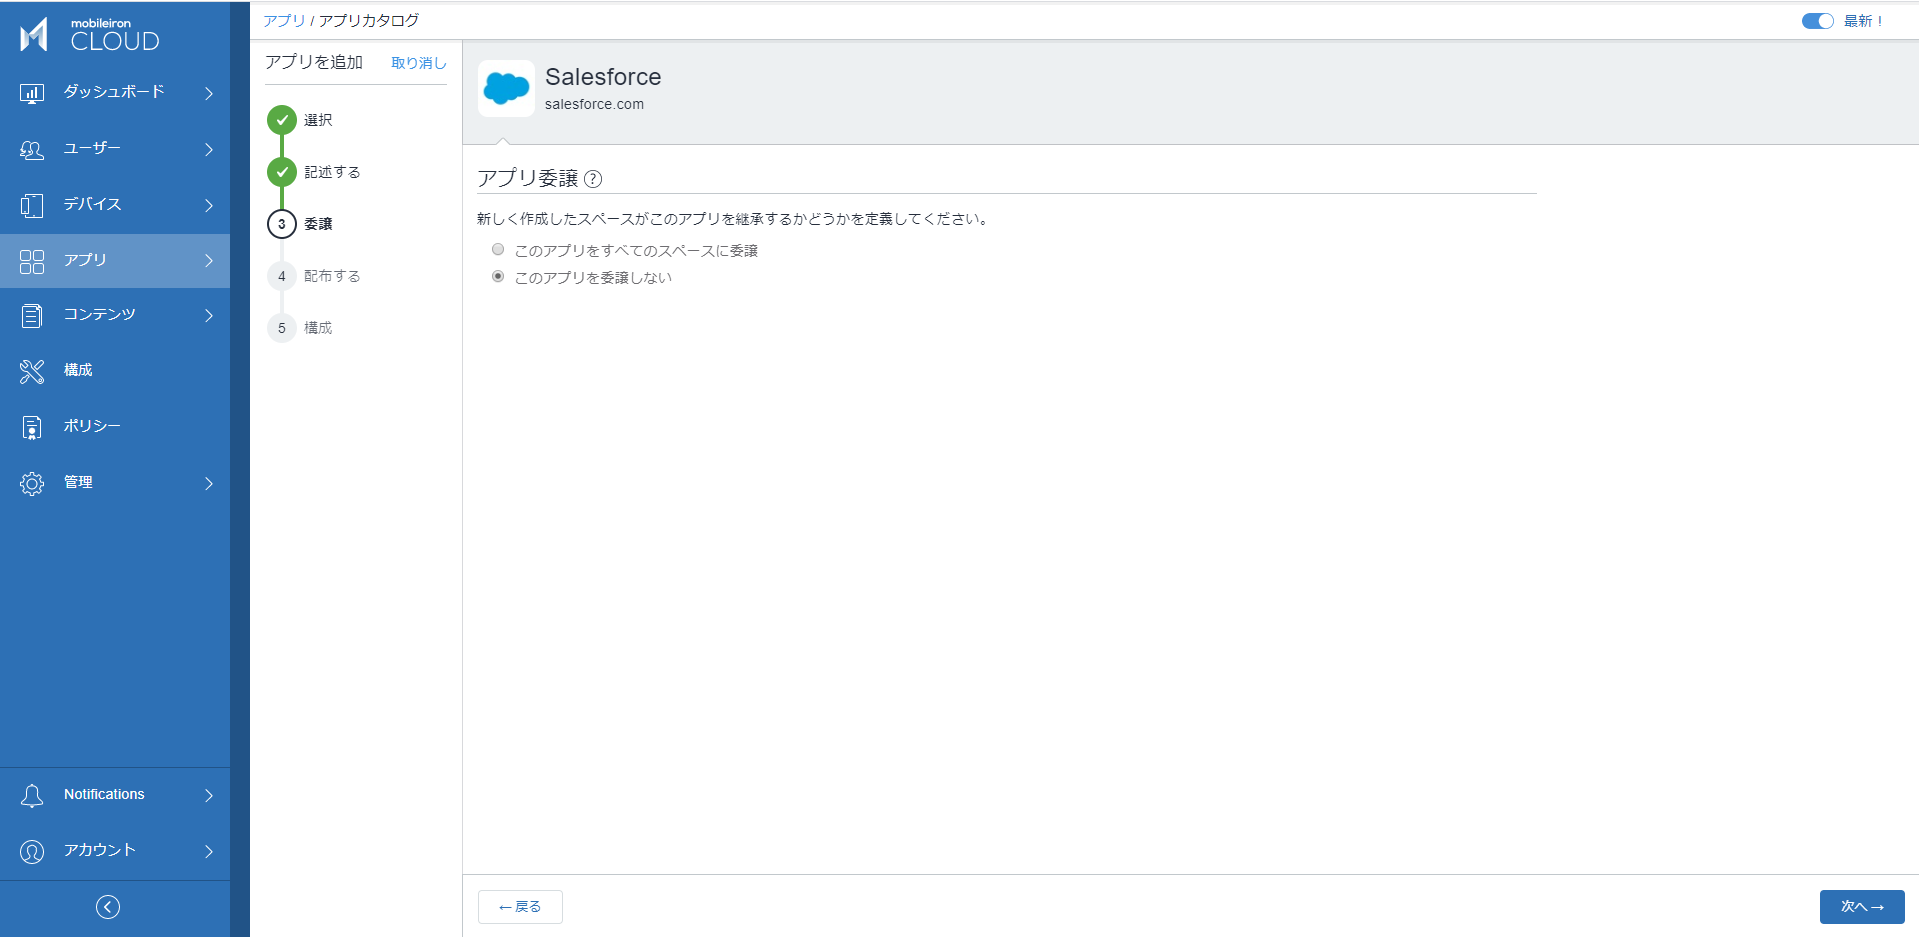 mobileiron
CLOUD
ダッシュボード
ユーザー
デバイス
アプリ
コンテンツ
構成
ポリシー
管理
Notifications
アカウント
アプリ / アプリカタログ
最新！
アプリを追加 取り消し
選択
記述する
3 委譲
4 配布する
5 構成
Salesforce
salesforce.com
アプリ委譲 ?
新しく作成したスペースがこのアプリを継承するかどうかを定義してください。
このアプリをすべてのスペースに委譲
このアプリを委譲しない
←戻る
次へ→